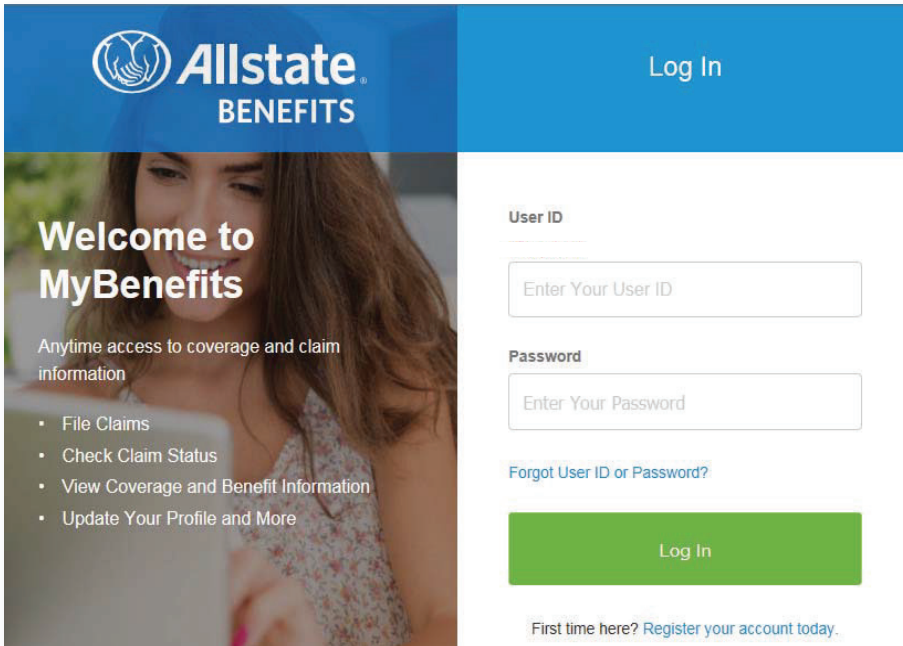 Allstate®
BENEFITS
Log In
Welcome to
MyBenefits
Anytime access to coverage and claim
information
• File Claims
• Check Claim Status
• View Coverage and Benefit Information
• Update Your Profile and More
User ID
Enter Your User ID
Password
Enter Your Password
Forgot User ID or Password?
Log In
First time here? Register your account today.